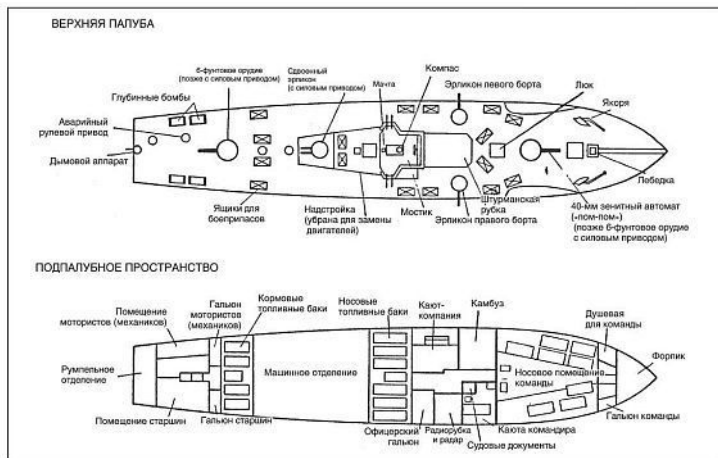 ВЕРХНЯЯ ПАЛУБА
6-фунтовое орудие
(позже с силовым приводом)
Сдвоенный
эрликон
(с силовым приводом)
Мачта
Компас
Эрликон левого борта
Люк
Якоря
Глубинные бомбы
Аварийный
рулевой привод
Дымовой аппарат
Ящики для
боеприпасов
Надстройка
(убрана для замены
двигателей)
Мостик
Эрликон правого борта
Штурманская
рубка
40-мм зенитный автомат
(«пом-пом»)
(позже 6-фунтовое орудие
с силовым приводом)
Лебедка
ПОДПАЛУБНОЕ ПРОСТРАНСТВО
Помещение
мотористов (механиков)
Гальюн
мотористов
(механиков)
Кормовые
топливные баки
Носовые
топливные баки
Кают-
компания
Камбуз
Душевая
для команды
Румпельное
отделение
Машинное отделение
Носовое помещение
команды
Форпик
Помещение старшин
Гальюн старшин
Офицерский
гальюн
Радиорубка
и радар
Каюта командира
Судовые документы
Гальюн команды